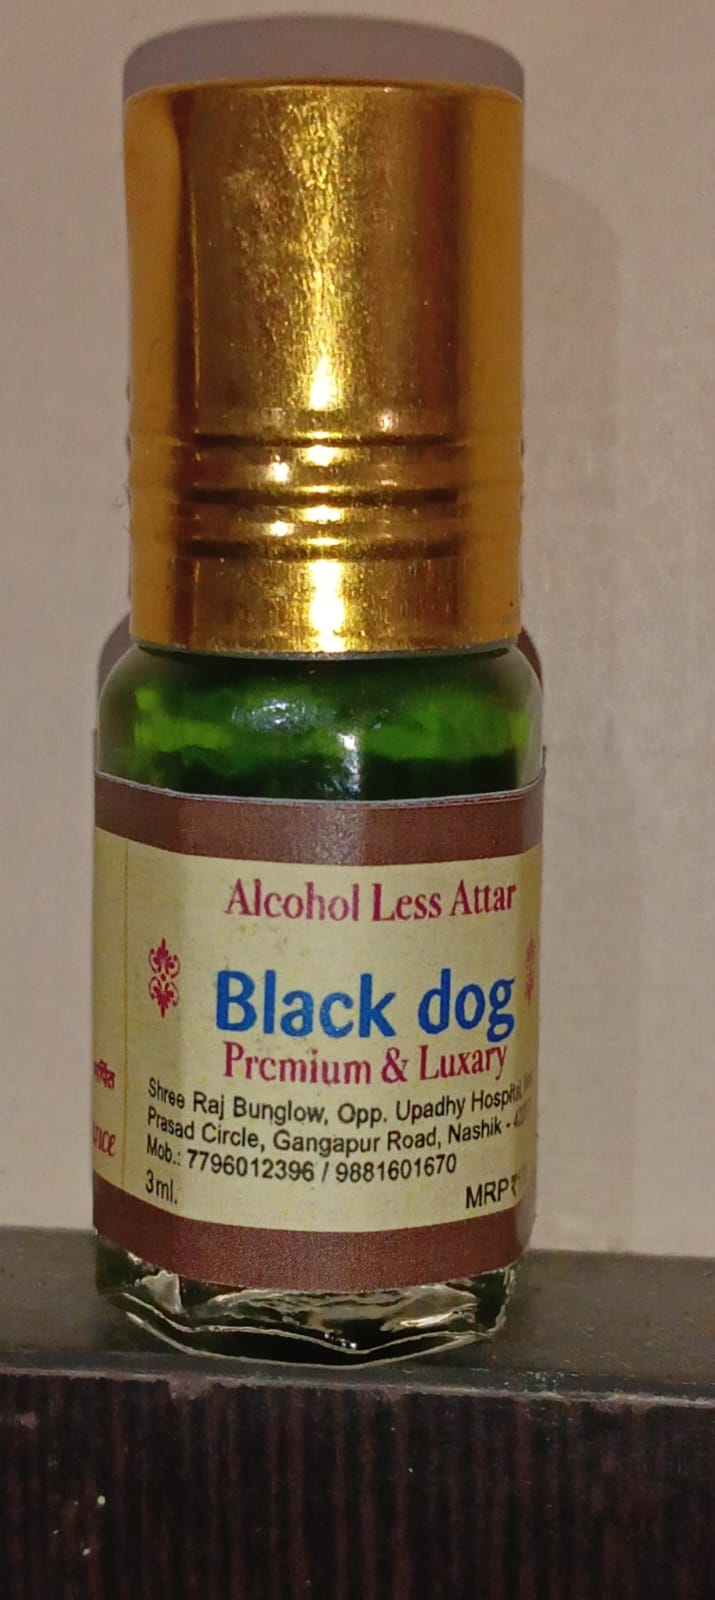 Alcohol Less Attar
Black dog
Premium & Luxary
Shree Raj Bunglow, Opp. Upadhy Hospital,
Prasad Circle, Gangapur Road, Nashik -
Mob.: 7796012396 / 9881601670
3ml.
MRP ₹